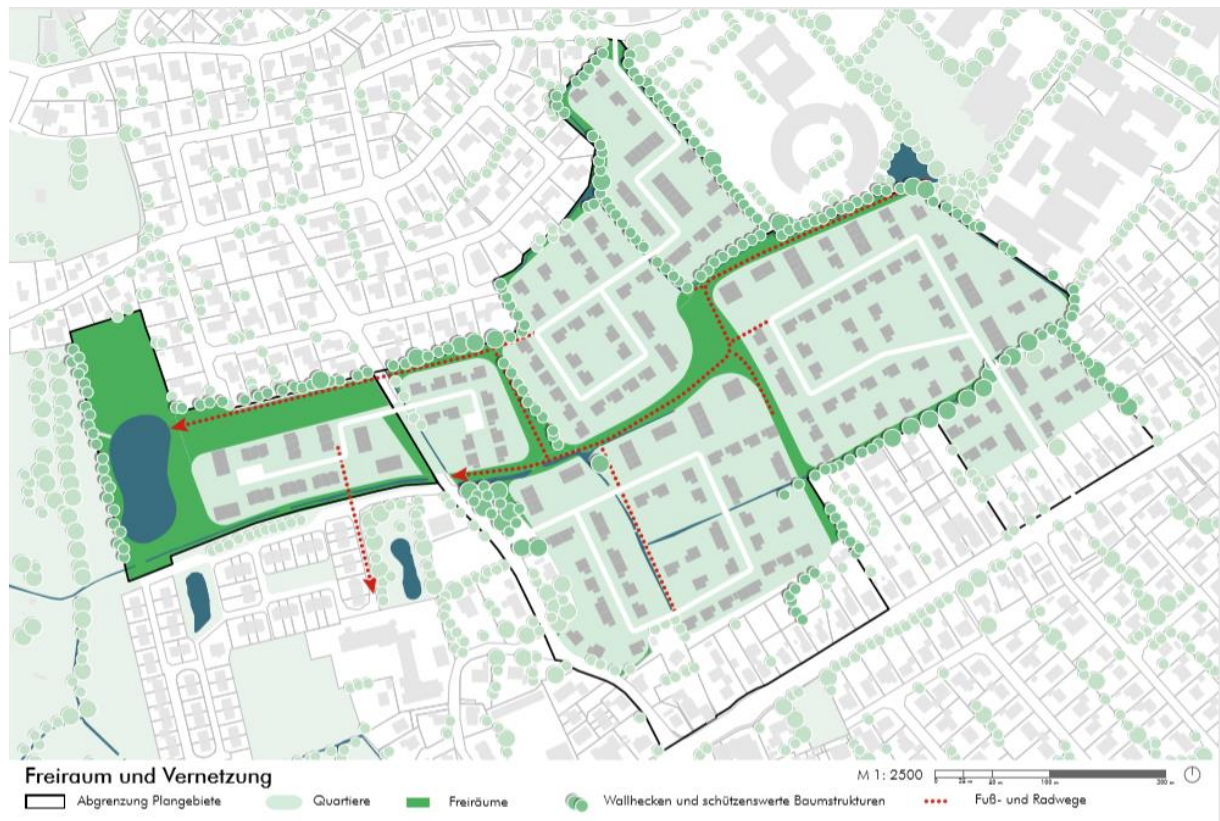 Freiraum und Vernetzung
M 1: 2500
Abgrenzung Plangebiete
Quartiere
Freiräume
Wallhecken und schützenswerte Baumstrukturen
Fuß- und Radwege